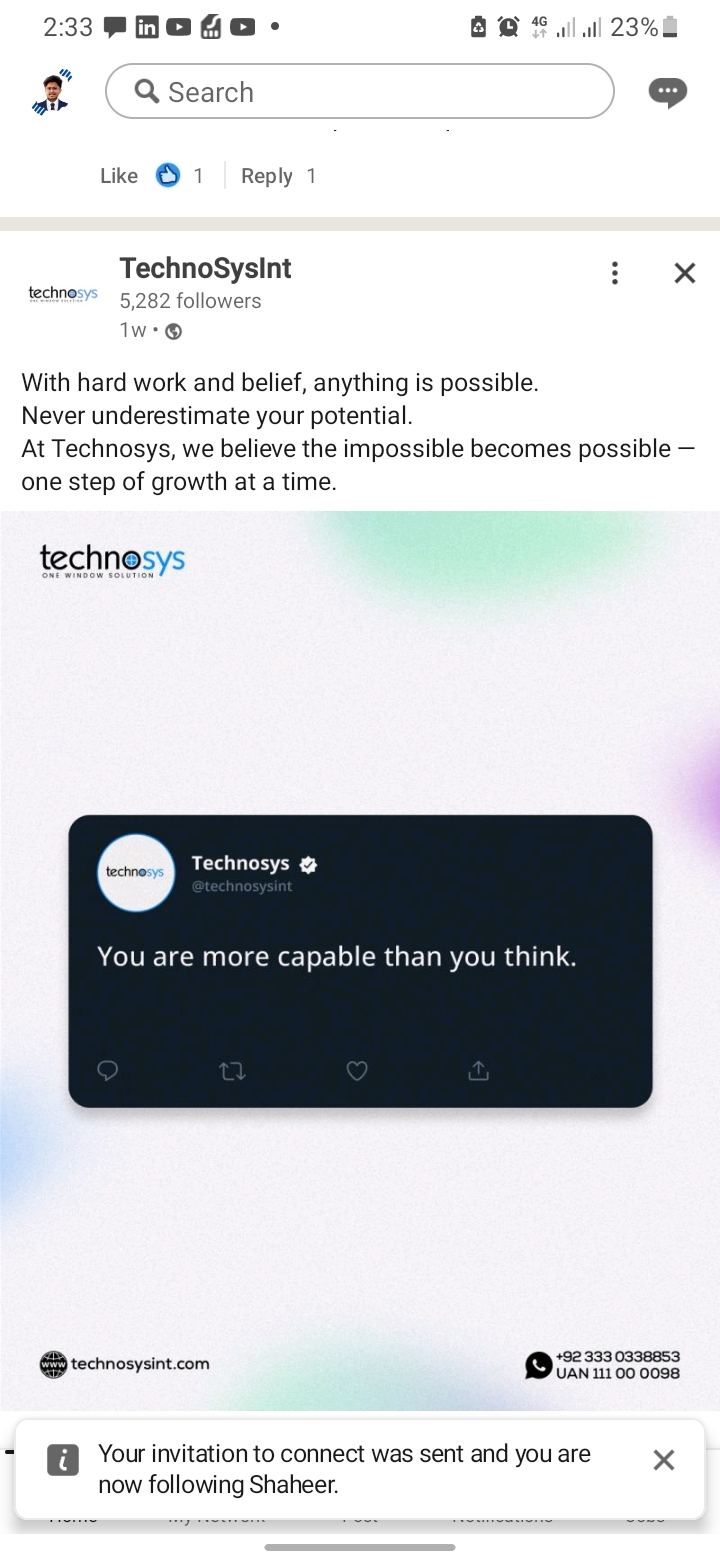 2:33
4G
23%
Search
Like 1 Reply 1
technosys
TechnoSysInt
5,282 followers
1w •
With hard work and belief, anything is possible.
Never underestimate your potential.
At Technosys, we believe the impossible becomes possible —
one step of growth at a time.
technosys
ONE WINDOW SOLUTION
technosys
Technosys
@technosysint
You are more capable than you think.
www technosysint.com
+92 333 0338853
UAN 111 00 0098
Your invitation to connect was sent and you are
now following Shaheer.